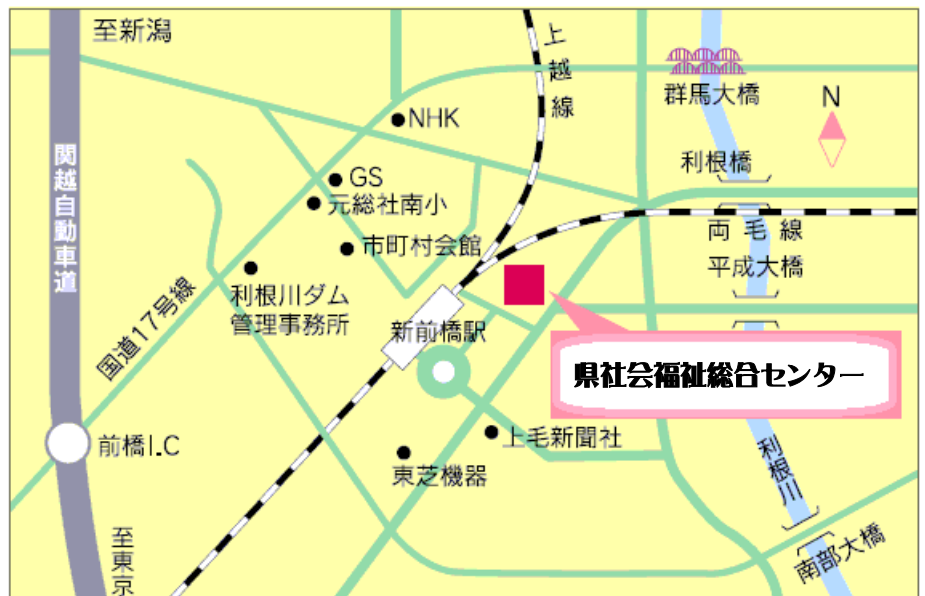 至新潟
上越線
群馬大橋
N
NHK
利根橋
関越自動車道
GS
元総社南小
両毛線
市町村会館
平成大橋
利根川ダム
管理事務所
国道17号線
新前橋駅
県社会福祉総合センター
前橋I.C
上毛新聞社
東芝機器
利根川
至東京
南部大橋